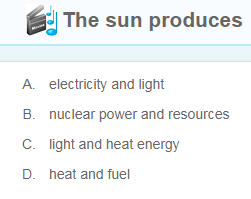 The sun produces
A. electricity and light
B. nuclear power and resources
C. light and heat energy
D. heat and fuel